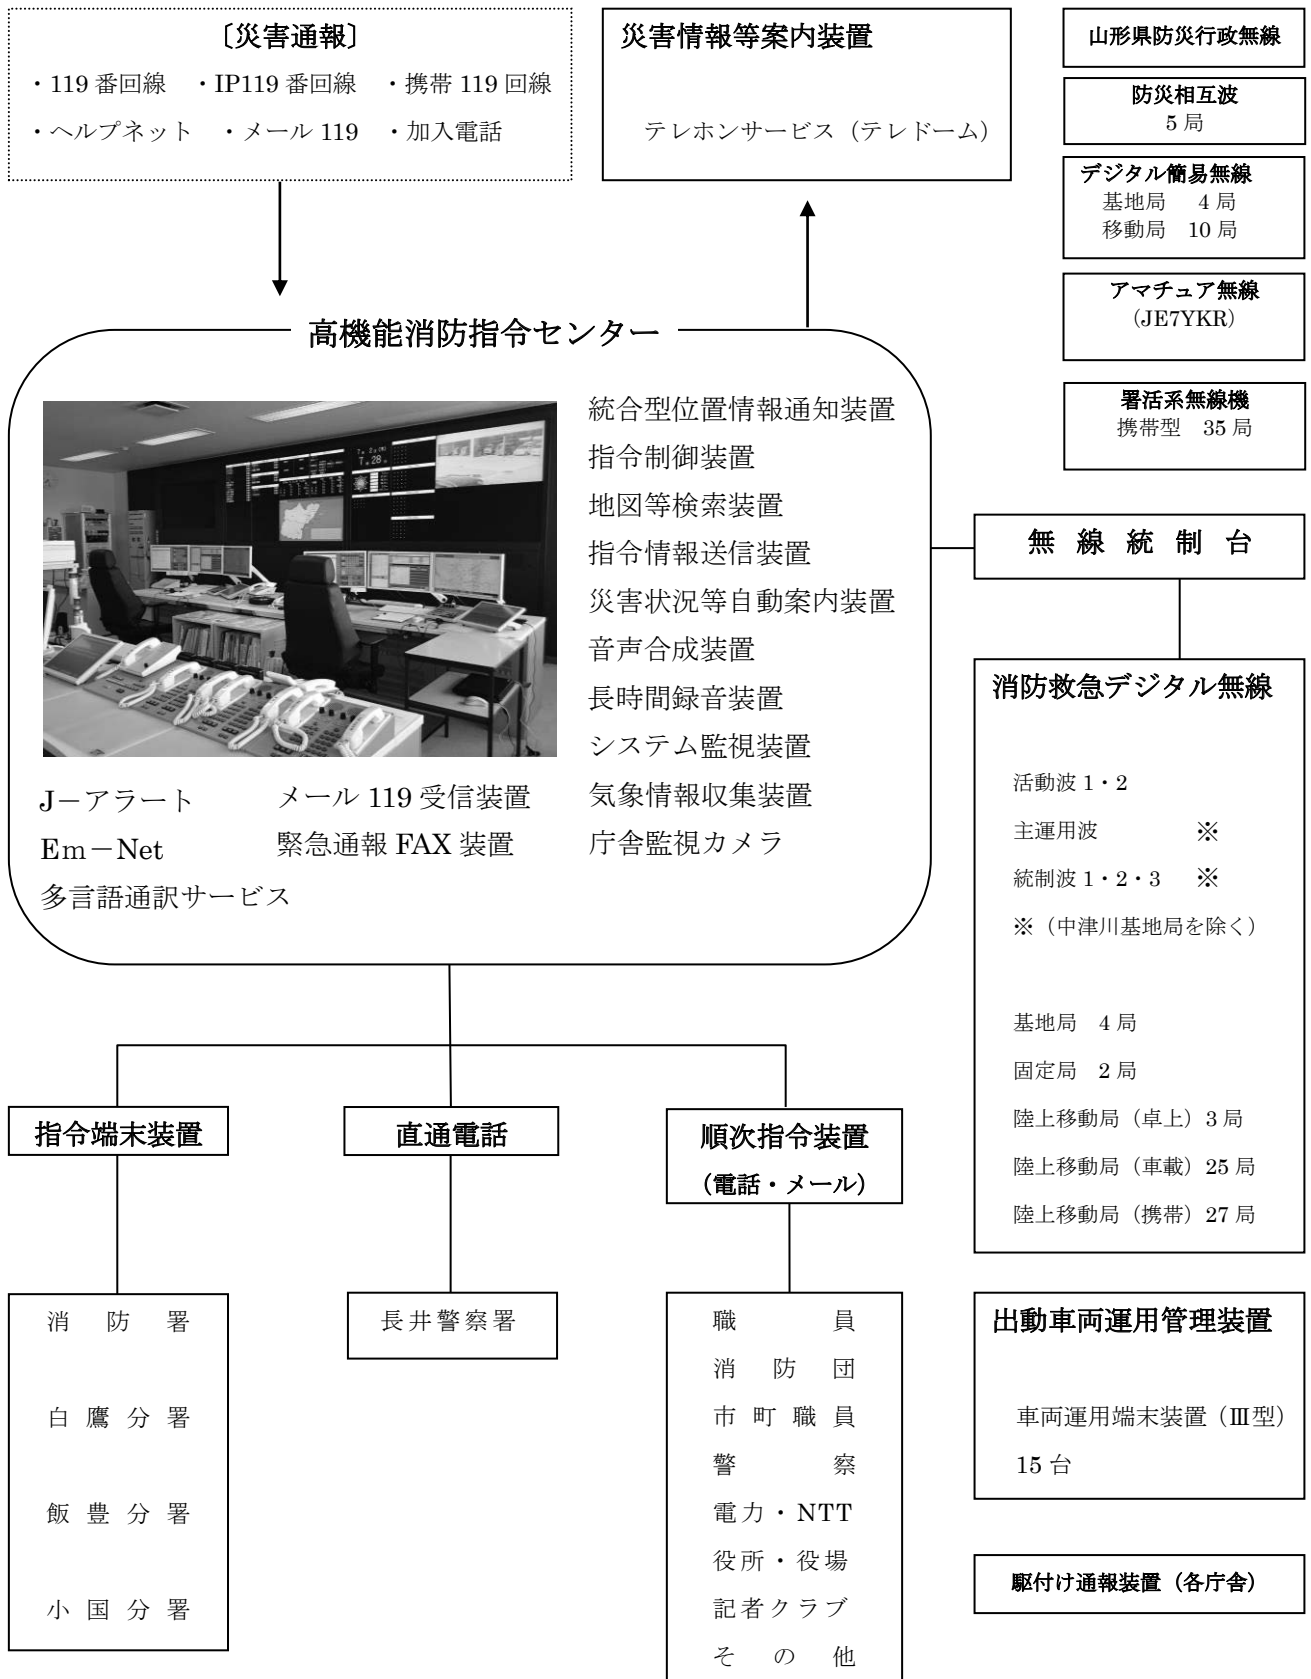 〔災害通報〕
・119番回線　・IP119番回線　・携帯119回線
・ヘルプネット　・メール119　・加入電話
災害情報等案内装置
テレホンサービス（テレドーム）
山形県防災行政無線
防災相互波
5局
デジタル簡易無線
基地局　4局
移動局　10局
アマチュア無線
（JE7YKR）
署活系無線機
携帯型　35局
高機能消防指令センター
統合型位置情報通知装置
指令制御装置
地図等検索装置
指令情報送信装置
災害状況等自動案内装置
音声合成装置
長時間録音装置
システム監視装置
気象情報収集装置
庁舎監視カメラ
J－アラート　メール119受信装置
Em－Net　緊急通報FAX装置
多言語通訳サービス
無線統制台
消防救急デジタル無線
活動波1・2
主運用波　※
統制波1・2・3　※
※（中津川基地局を除く）
基地局　4局
固定局　2局
陸上移動局（卓上）3局
陸上移動局（車載）25局
陸上移動局（携帯）27局
指令端末装置
消防署
白鷹分署
飯豊分署
小国分署
直通電話
長井警察署
順次指令装置
（電話・メール）
職員
消防団
市町職員
警察
電力・NTT
役所・役場
記者クラブ
その他
出動車両運用管理装置
車両運用端末装置（Ⅲ型）
15台
駆付け通報装置（各庁舎）